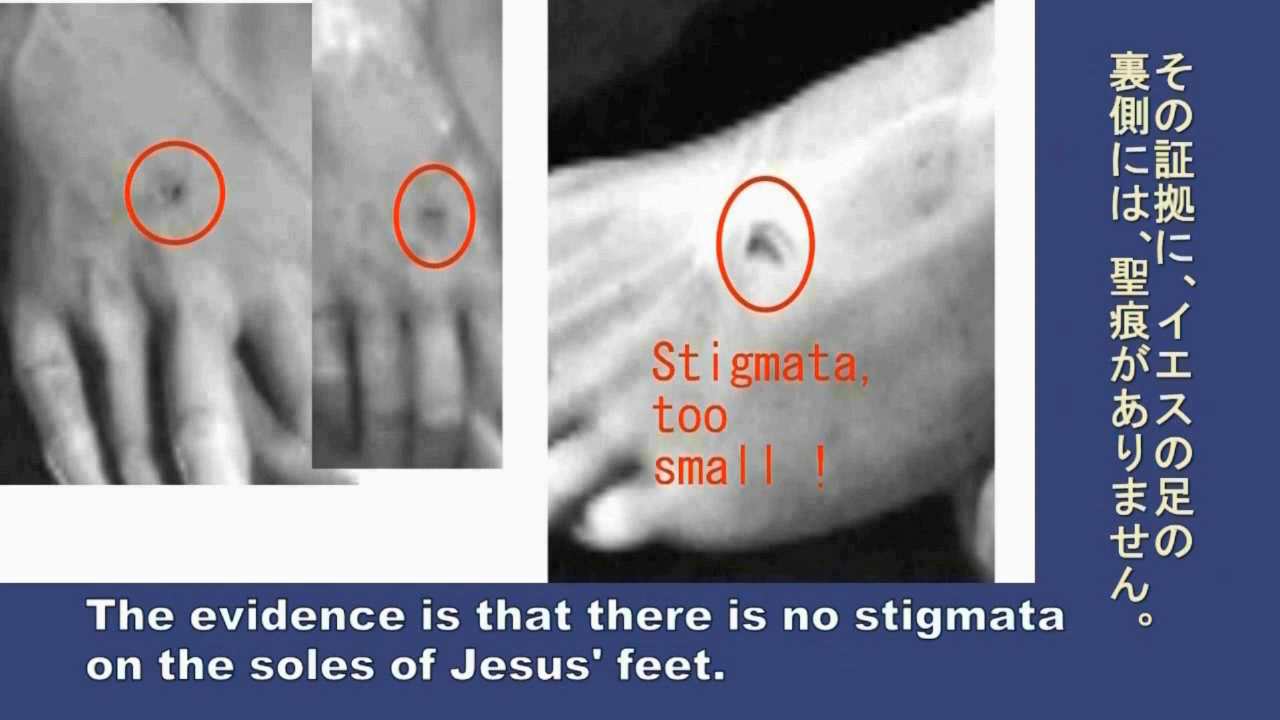 Stigmata,
too
small !
その証拠に、イエスの足の
裏側には、聖痕がありません。
The evidence is that there is no stigmata
on the soles of Jesus' feet.